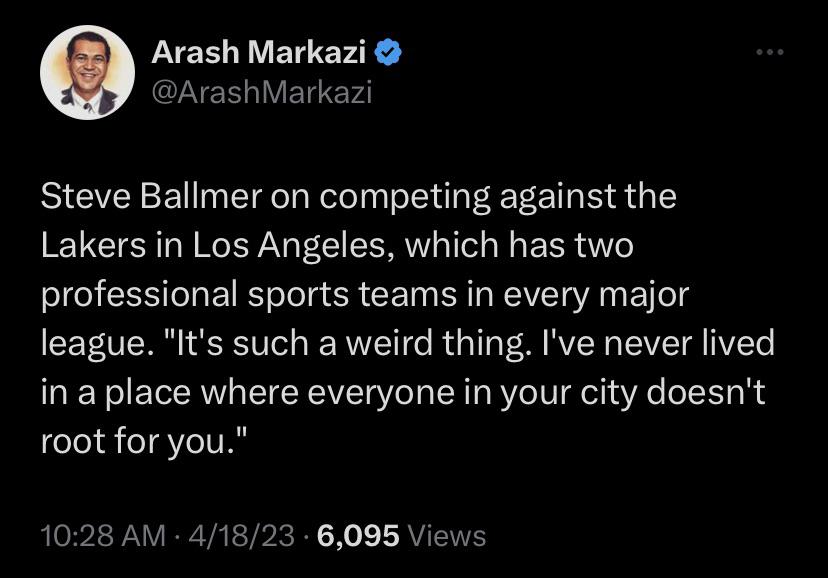 Arash Markazi
@ArashMarkazi
Steve Ballmer on competing against the
Lakers in Los Angeles, which has two
professional sports teams in every major
league. "It's such a weird thing. I've never lived
in a place where everyone in your city doesn't
root for you."
10:28 AM · 4/18/23 · 6,095 Views